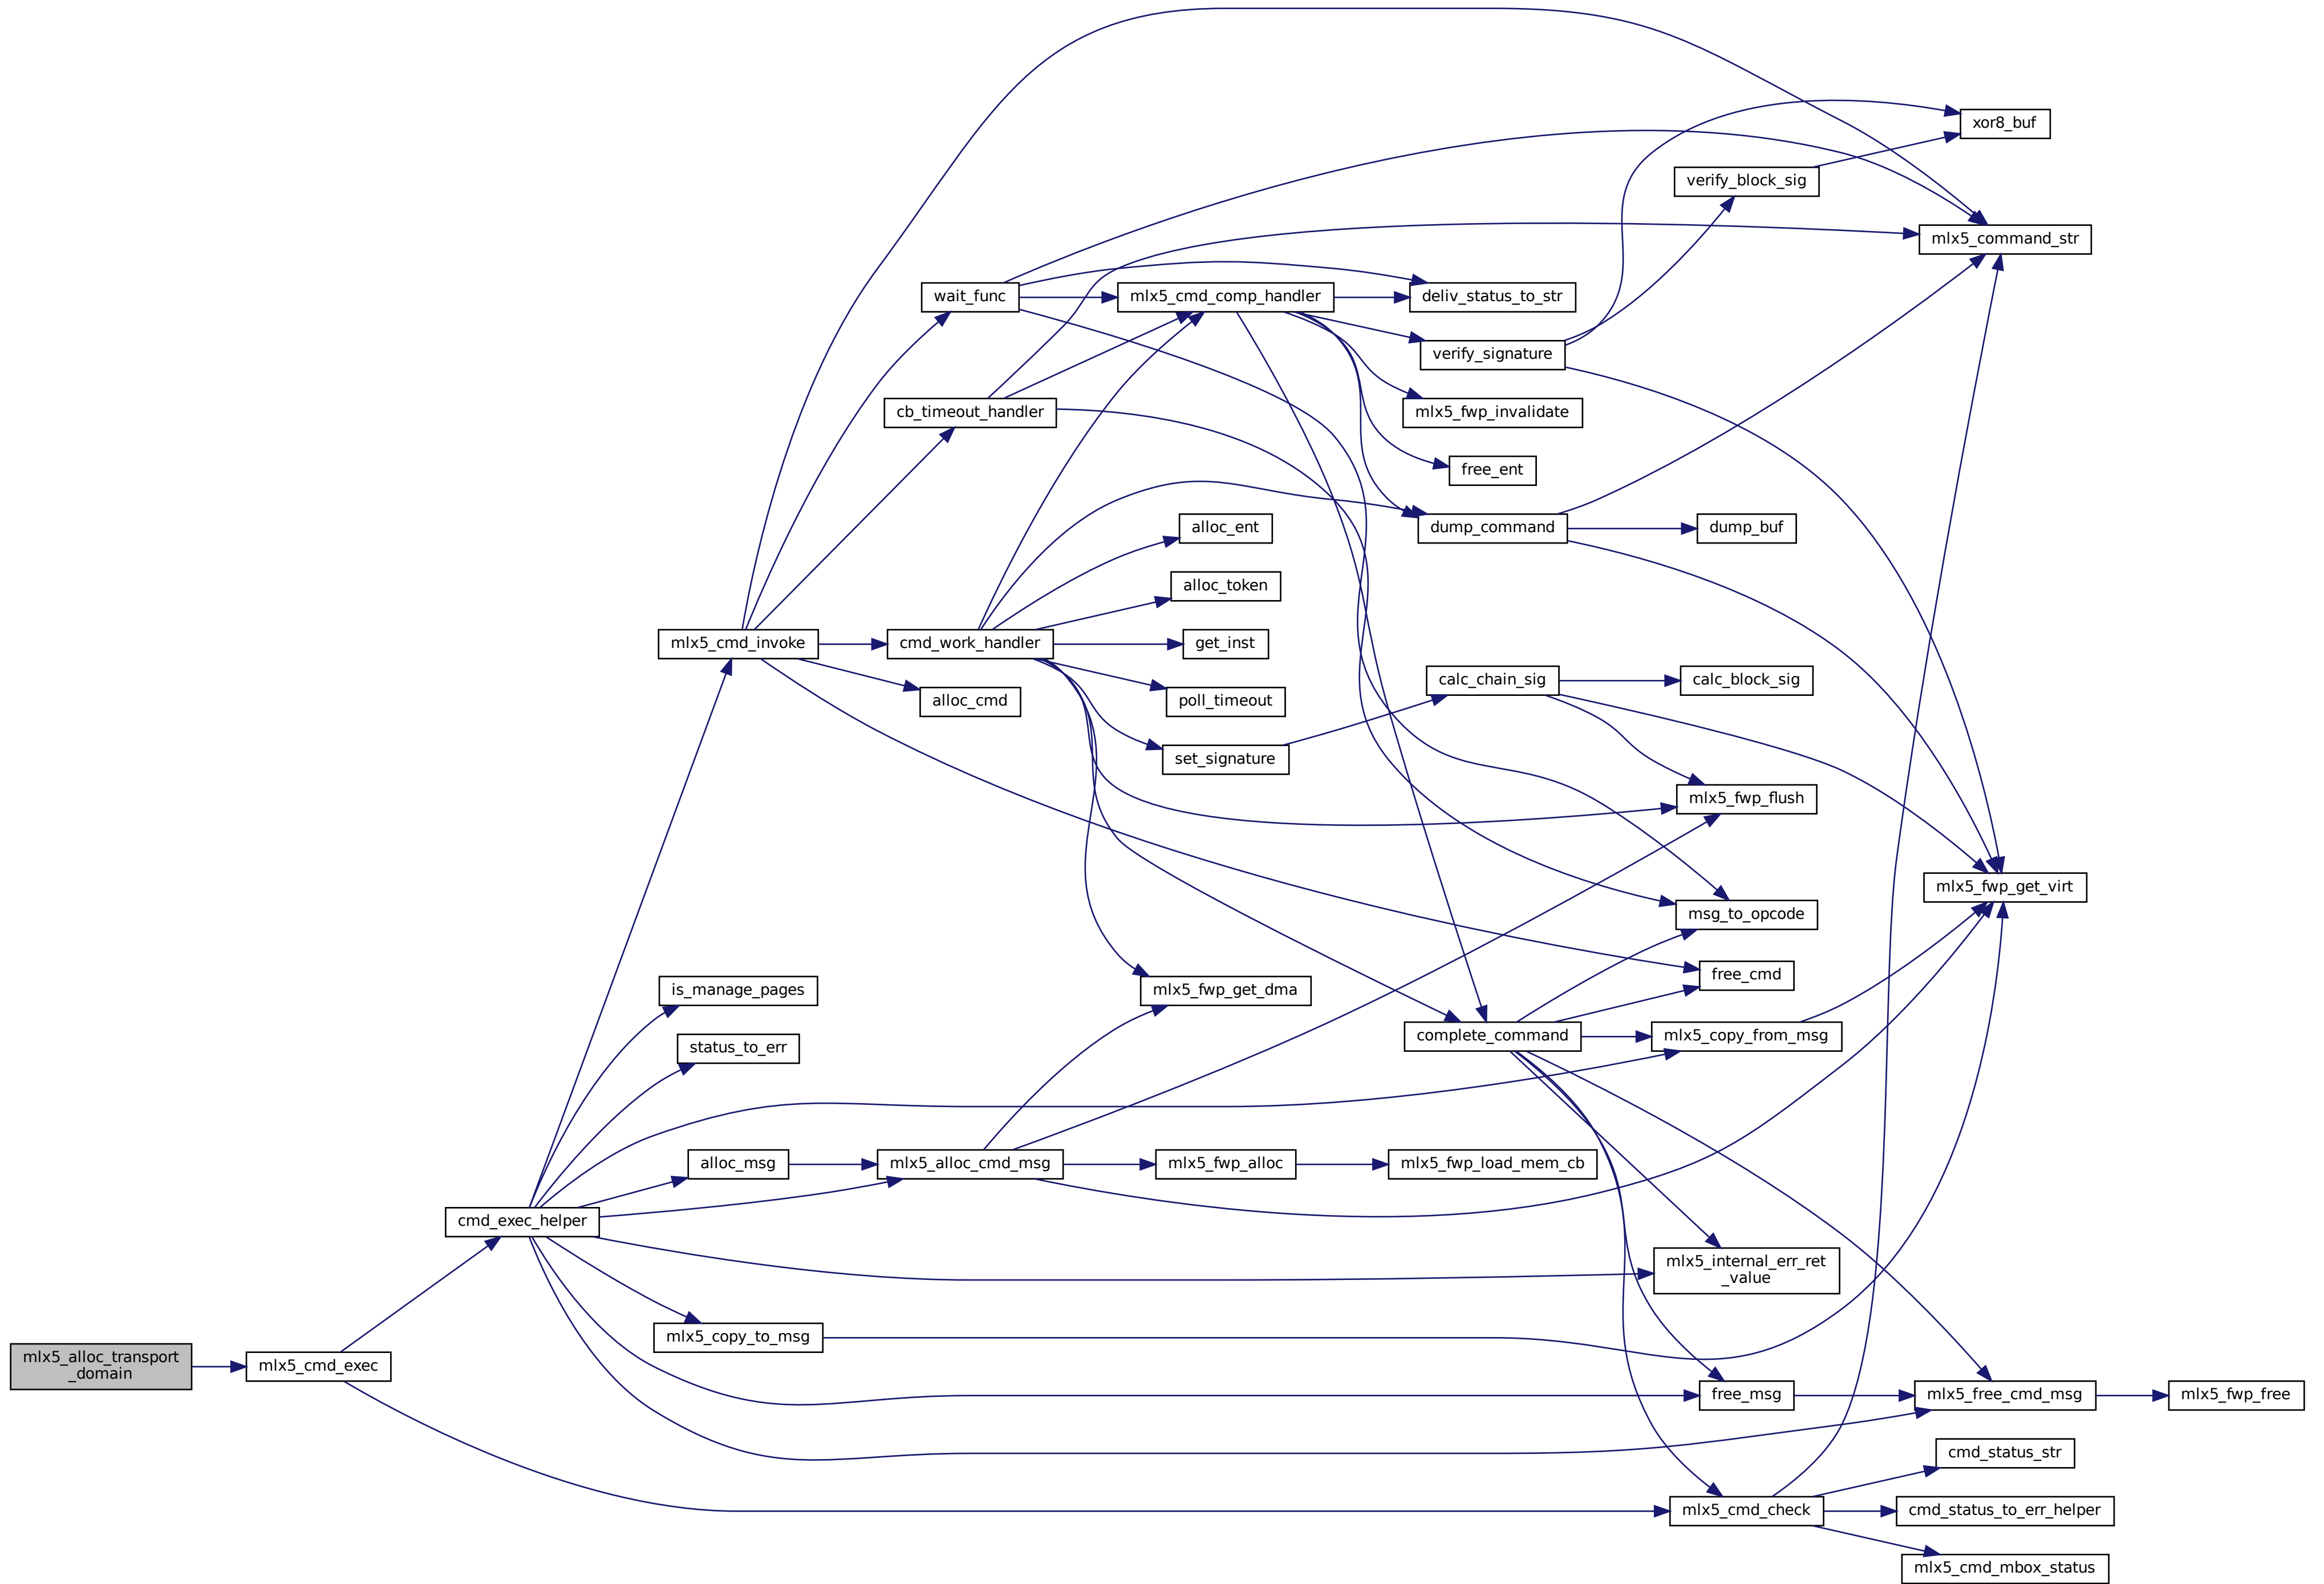 xor8_buf
verify_block_sig
mlx5_command_str
wait_func
mlx5_cmd_comp_handler
deliv_status_to_str
verify_signature
cb_timeout_handler
mlx5_fwp_invalidate
free_ent
alloc_ent
dump_command
dump_buf
alloc_token
mlx5_cmd_invoke
cmd_work_handler
get_inst
calc_chain_sig
calc_block_sig
alloc_cmd
poll_timeout
set_signature
mlx5_fwp_flush
mlx5_fwp_get_virt
msg_to_opcode
free_cmd
is_manage_pages
mlx5_fwp_get_dma
complete_command
mlx5_copy_from_msg
status_to_err
alloc_msg
mlx5_alloc_cmd_msg
mlx5_fwp_alloc
mlx5_fwp_load_mem_cb
cmd_exec_helper
mlx5_internal_err_ret
_value
mlx5_copy_to_msg
mlx5_alloc_transport
_domain
mlx5_cmd_exec
free_msg
mlx5_free_cmd_msg
mlx5_fwp_free
cmd_status_str
mlx5_cmd_check
cmd_status_to_err_helper
mlx5_cmd_mbox_status